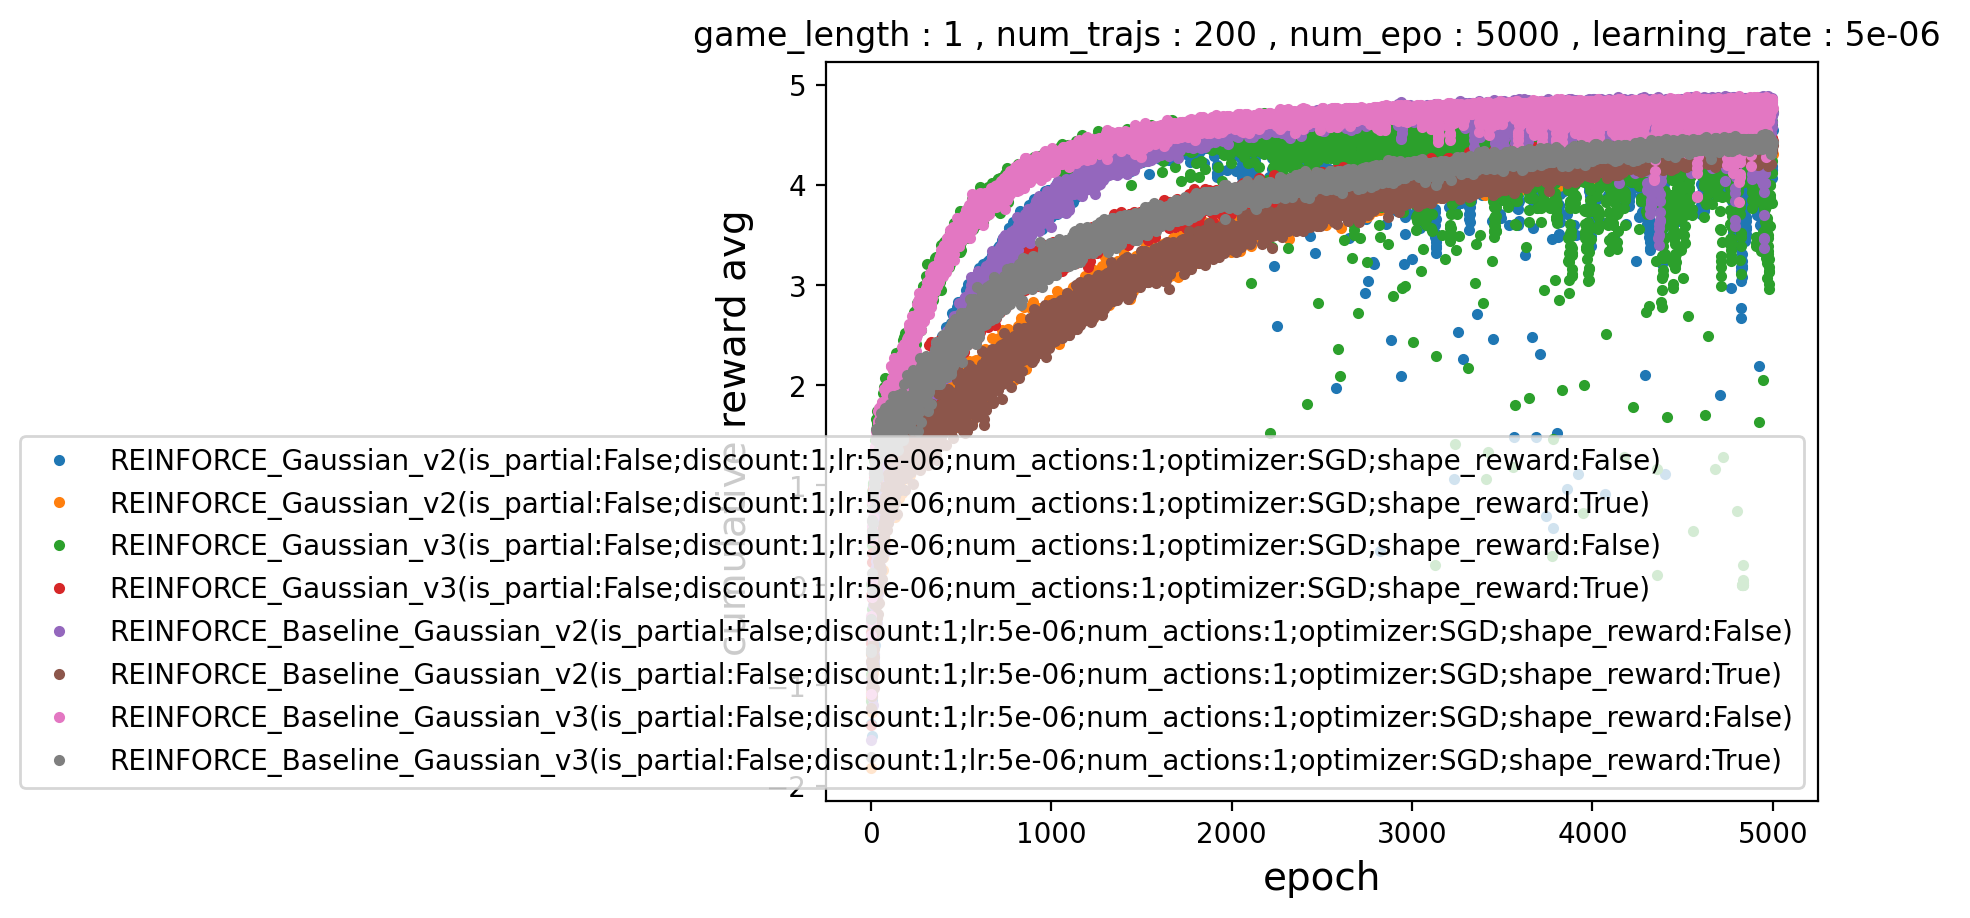 game_length : 1 , num_trajs : 200 , num_epo : 5000 , learning_rate : 5e-06
5
4
3
2
1
0
−1
−2
cumualive reward avg
REINFORCE_Gaussian_v2(is_partial:False;discount:1;lr:5e-06;num_actions:1;optimizer:SGD;shape_reward:False)
REINFORCE_Gaussian_v2(is_partial:False;discount:1;lr:5e-06;num_actions:1;optimizer:SGD;shape_reward:True)
REINFORCE_Gaussian_v3(is_partial:False;discount:1;lr:5e-06;num_actions:1;optimizer:SGD;shape_reward:False)
REINFORCE_Gaussian_v3(is_partial:False;discount:1;lr:5e-06;num_actions:1;optimizer:SGD;shape_reward:True)
REINFORCE_Baseline_Gaussian_v2(is_partial:False;discount:1;lr:5e-06;num_actions:1;optimizer:SGD;shape_reward:False)
REINFORCE_Baseline_Gaussian_v2(is_partial:False;discount:1;lr:5e-06;num_actions:1;optimizer:SGD;shape_reward:True)
REINFORCE_Baseline_Gaussian_v3(is_partial:False;discount:1;lr:5e-06;num_actions:1;optimizer:SGD;shape_reward:False)
REINFORCE_Baseline_Gaussian_v3(is_partial:False;discount:1;lr:5e-06;num_actions:1;optimizer:SGD;shape_reward:True)
0 1000 2000 3000 4000 5000
epoch